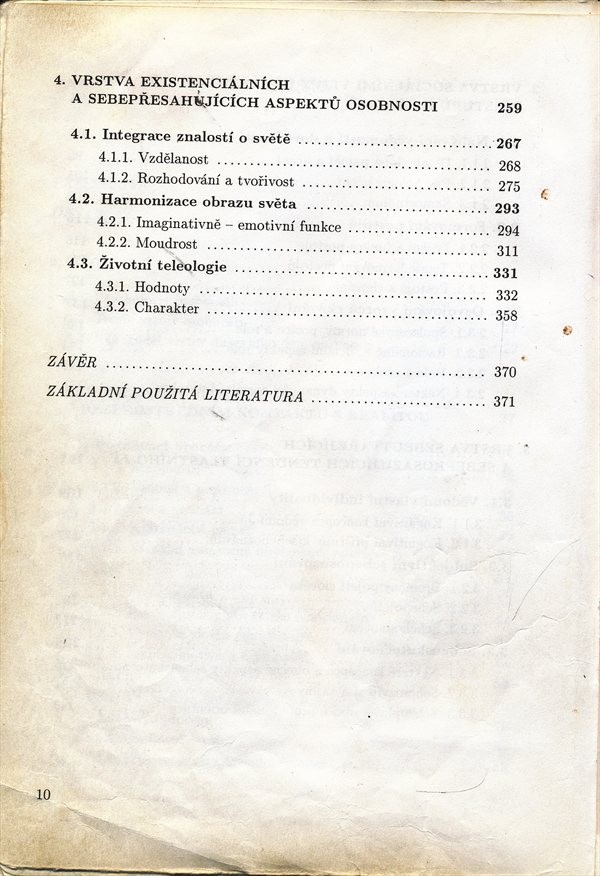 4. VRSTVA EXISTENCIÁLNÍCH
A SEBEPŘESAHUJÍCÍCH ASPEKTŮ OSOBNOSTI 259
4.1. Integrace znalostí o světě 267
4.1.1. Vzdělanost 268
4.1.2. Rozhodování a tvořivost 275
4.2. Harmonizace obrazu světa 293
4.2.1. Imaginativně – emotivní funkce 294
4.2.2. Moudrost 311
4.3. Životní teleologie 331
4.3.1. Hodnoty 332
4.3.2. Charakter 358
ZÁVĚR 370
ZÁKLADNÍ POUŽITÁ LITERATURA 371
10